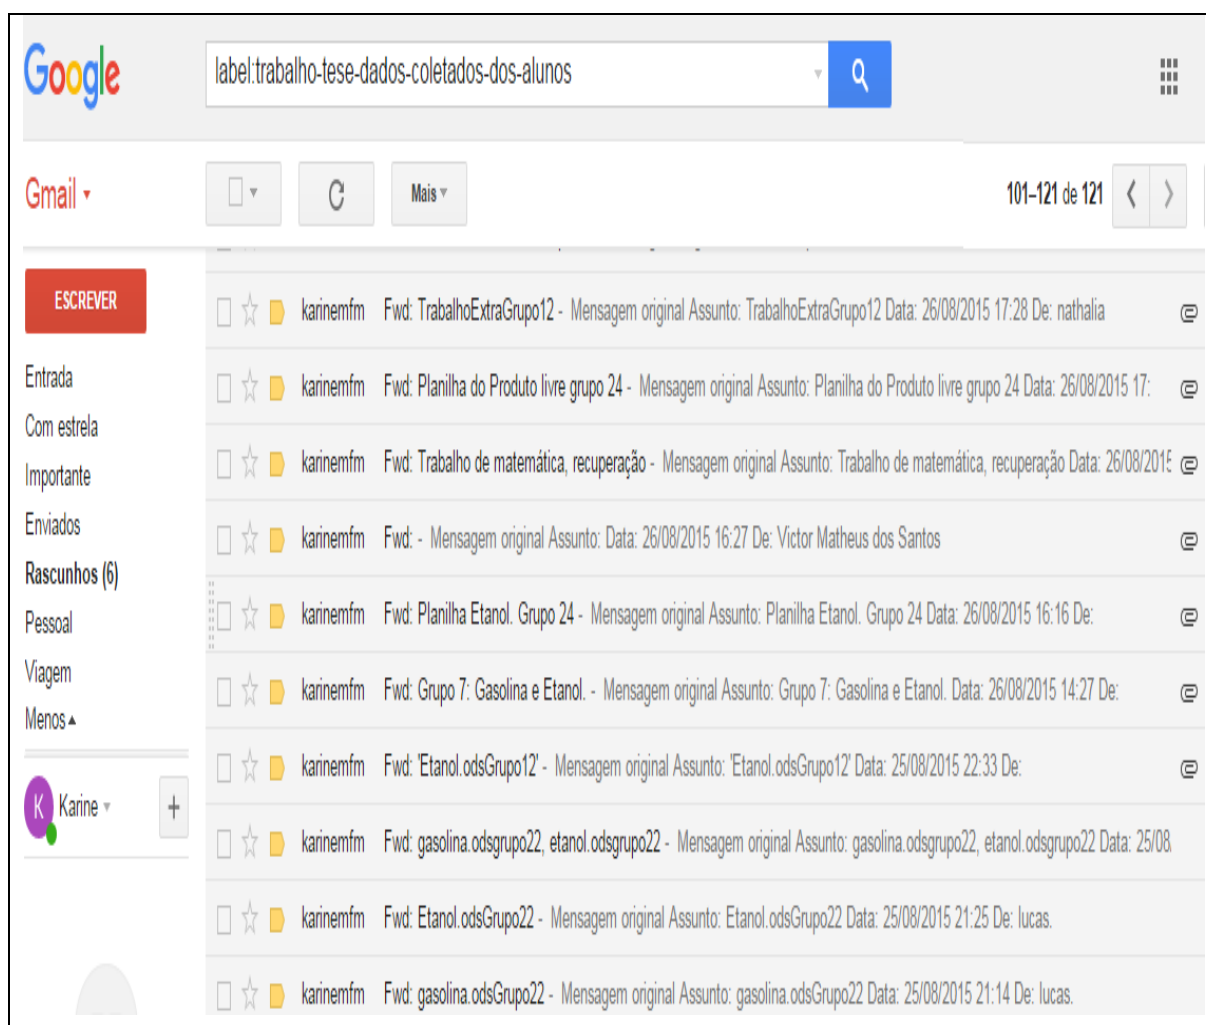 Google
label:trabalho-tese-dados-coletados-dos-alunos
Gmail
Mais
101–121 de 121
ESCREVER
Entrada
Com estrela
Importante
Enviados
Rascunhos (6)
Pessoal
Viagem
Menos
K Karine +
karinemfm Fwd: TrabalhoExtraGrupo12 - Mensagem original Assunto: TrabalhoExtraGrupo12 Data: 26/08/2015 17:28 De: nathalia
karinemfm Fwd: Planilha do Produto livre grupo 24 - Mensagem original Assunto: Planilha do Produto livre grupo 24 Data: 26/08/2015 17:
karinemfm Fwd: Trabalho de matemática, recuperação - Mensagem original Assunto: Trabalho de matemática, recuperação Data: 26/08/2015
karinemfm Fwd: - Mensagem original Assunto: Data: 26/08/2015 16:27 De: Victor Matheus dos Santos
karinemfm Fwd: Planilha Etanol. Grupo 24 - Mensagem original Assunto: Planilha Etanol. Grupo 24 Data: 26/08/2015 16:16 De:
karinemfm Fwd: Grupo 7: Gasolina e Etanol. - Mensagem original Assunto: Grupo 7: Gasolina e Etanol. Data: 26/08/2015 14:27 De:
karinemfm Fwd: 'Etanol.odsGrupo12' - Mensagem original Assunto: 'Etanol.odsGrupo12' Data: 25/08/2015 22:33 De:
karinemfm Fwd: gasolina.odsgrupo22, etanol.odsgrupo22 - Mensagem original Assunto: gasolina.odsgrupo22, etanol.odsgrupo22 Data: 25/08
karinemfm Fwd: Etanol.odsGrupo22 - Mensagem original Assunto: Etanol.odsGrupo22 Data: 25/08/2015 21:25 De: lucas.
karinemfm Fwd: gasolina.odsGrupo22 - Mensagem original Assunto: gasolina.odsGrupo22 Data: 25/08/2015 21:14 De: lucas.